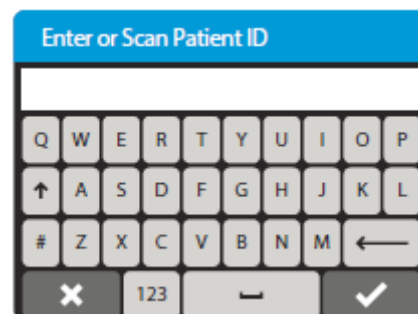 Enter or Scan Patient ID
Q W E R T Y U I O P
↑ A S D F G H J K L
# Z X C V B N M ←
123